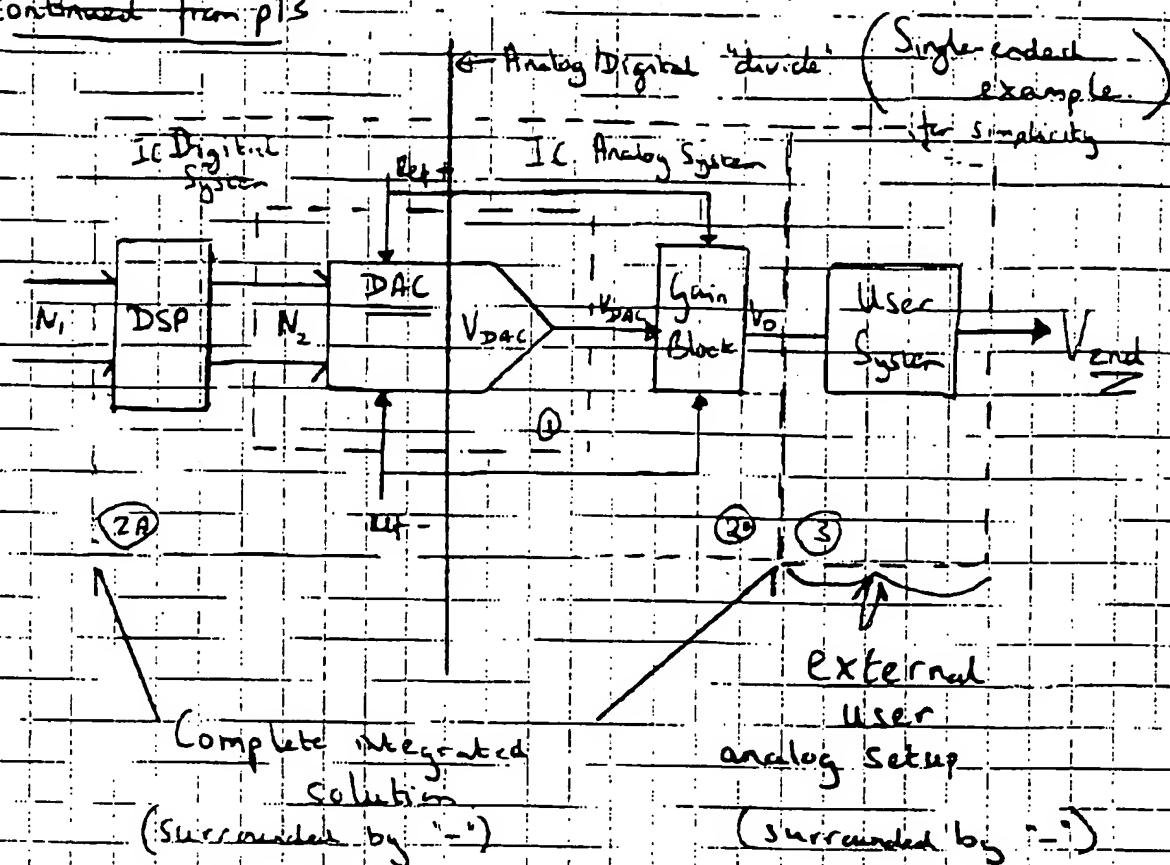 Continued from p15
← Analog/Digital "divide"
(Single-ended
example
for simplicity)
IC Digital
System
Ref +
IC Analog System
N1
DSP
N2
DAC
VDAC
VDAC
Gain
Block
VO
User
System
V2nd
①
Ref -
2A
3
Complete integrated
solution
(surrounded by "-")
external
user
analog setup
(surrounded by "-")